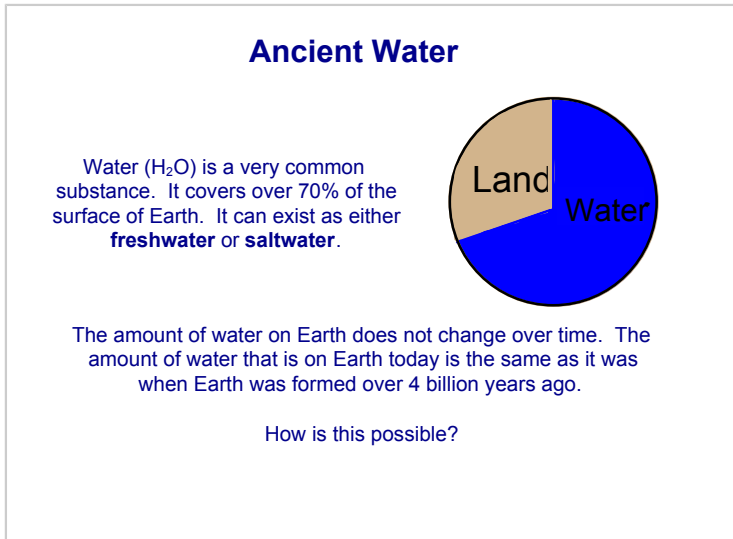 Ancient Water
Water (H₂O) is a very common
substance.  It covers over 70% of the
surface of Earth.  It can exist as either
freshwater or saltwater.
Land
Water
The amount of water on Earth does not change over time.  The
amount of water that is on Earth today is the same as it was
when Earth was formed over 4 billion years ago.
How is this possible?